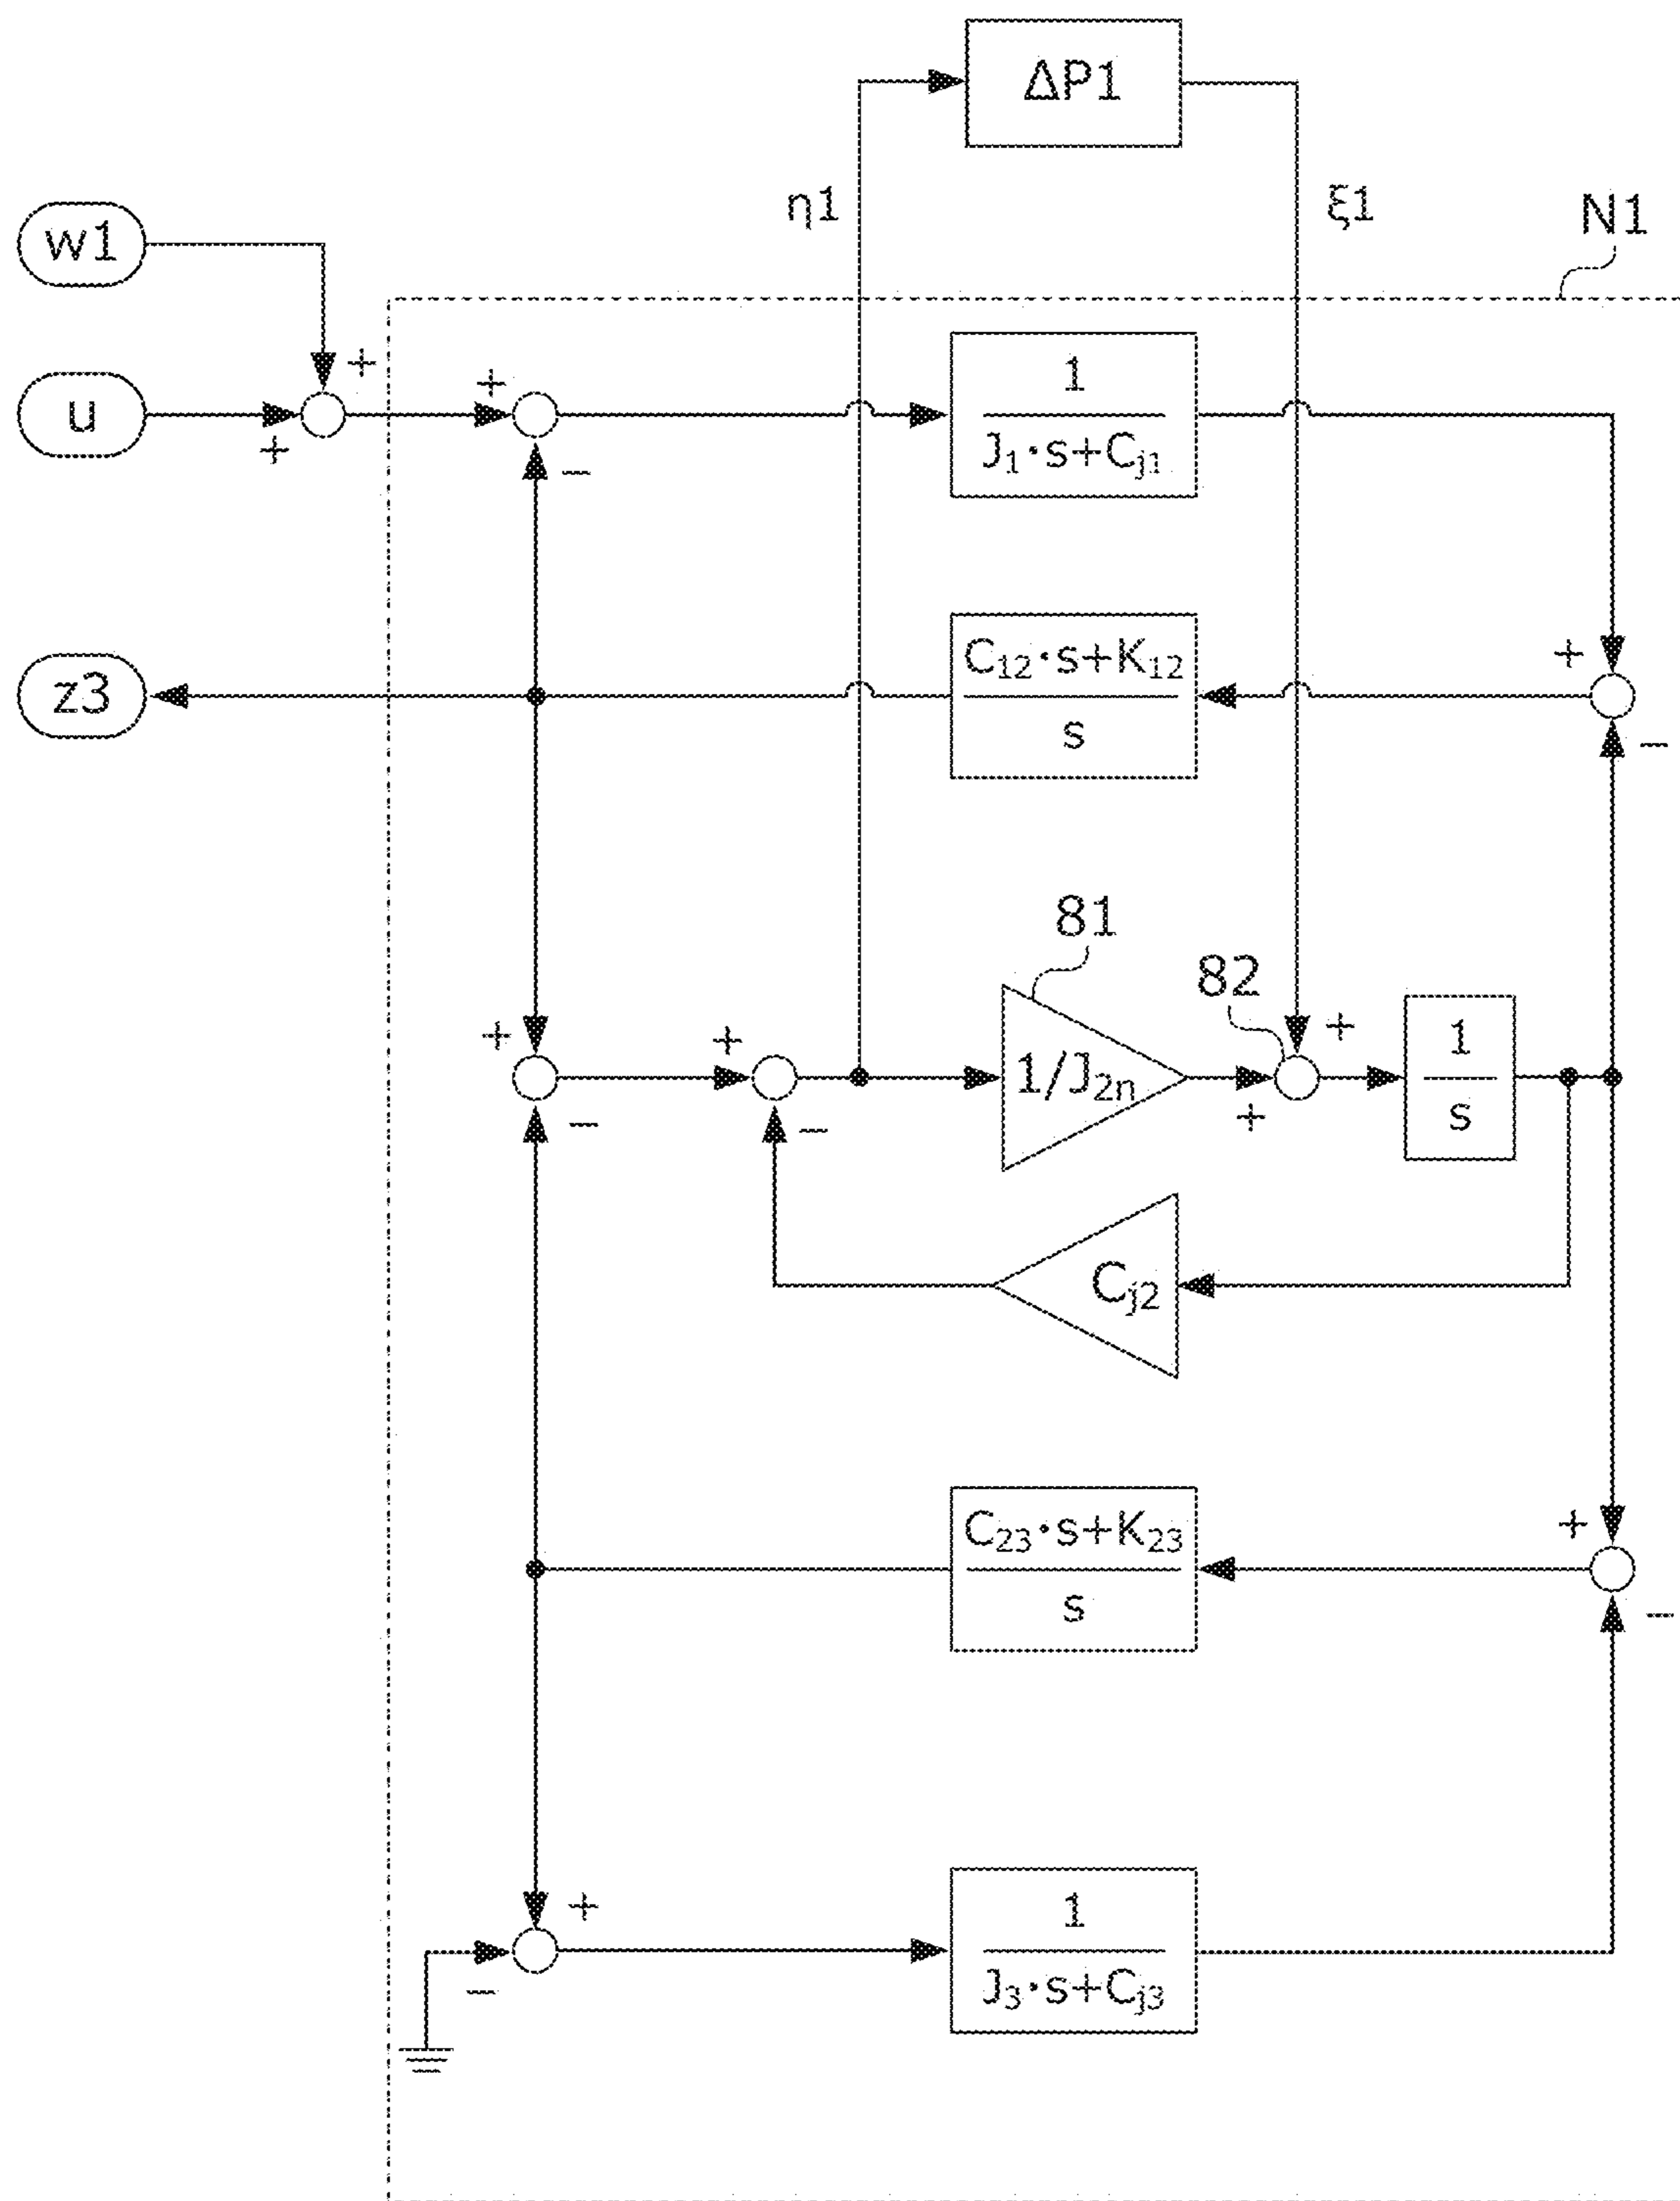 ΔP1
η1
ξ1
N1
w1
+
+
u
+
−
1
J₁·s+Cⱼ₁
C₁₂·s+K₁₂
s
+
z3
−
81
82
+
+
+
1/J₂ₙ
1
s
−
−
+
Cⱼ₂
C₂₃·s+K₂₃
s
+
−
+
1
J₃·s+Cⱼ₃
−